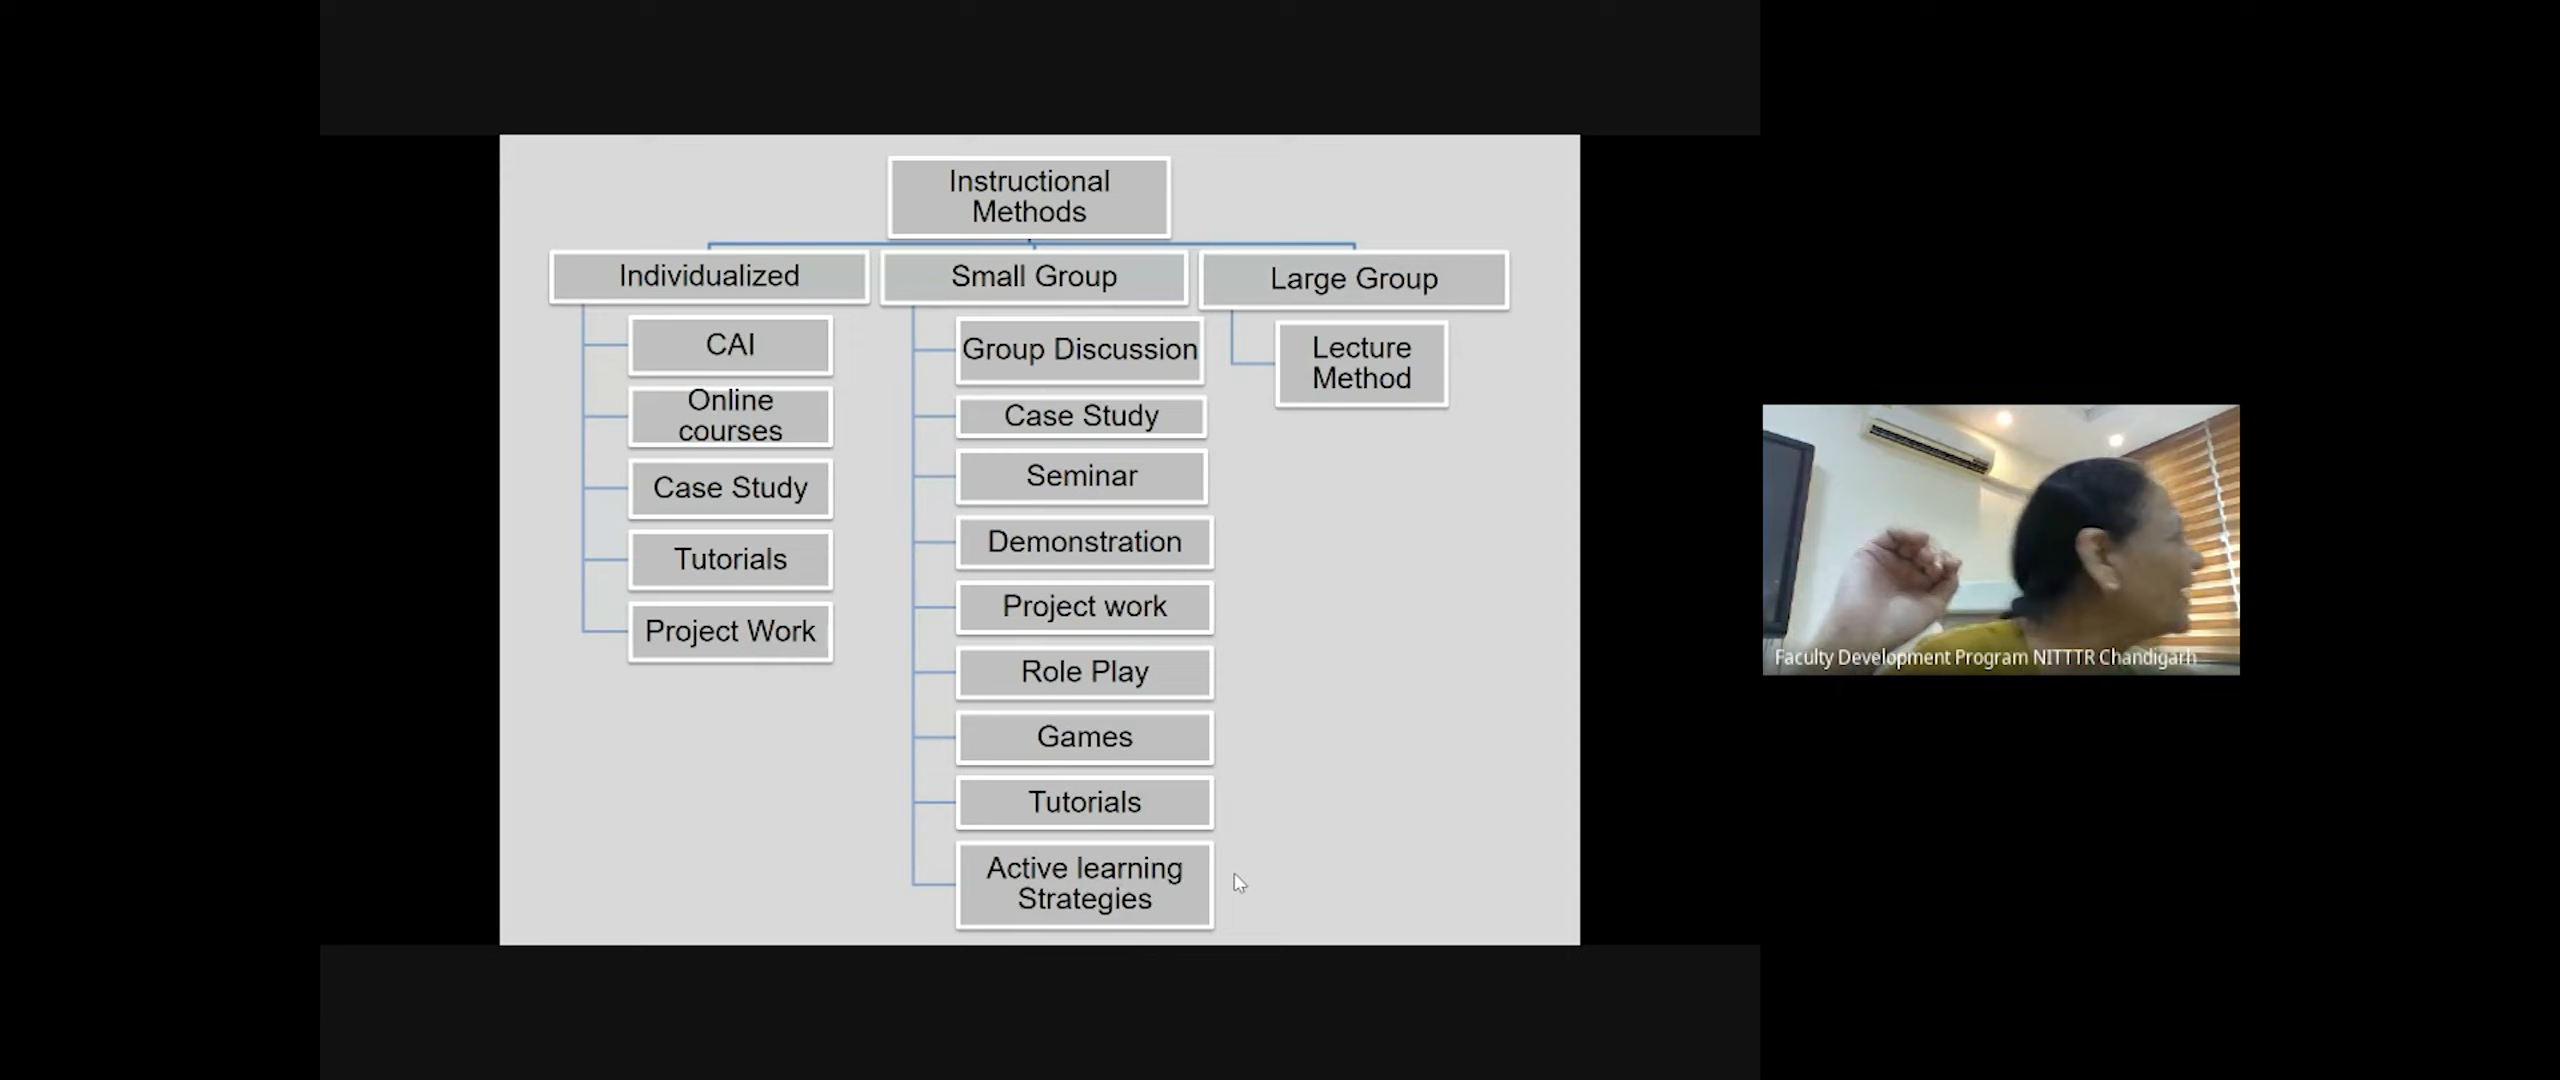 Instructional
Methods
Individualized
CAI
Online
courses
Case Study
Tutorials
Project Work
Small Group
Group Discussion
Case Study
Seminar
Demonstration
Project work
Role Play
Games
Tutorials
Active learning
Strategies
Large Group
Lecture
Method
Faculty Development Program NITTTR Chandigarh